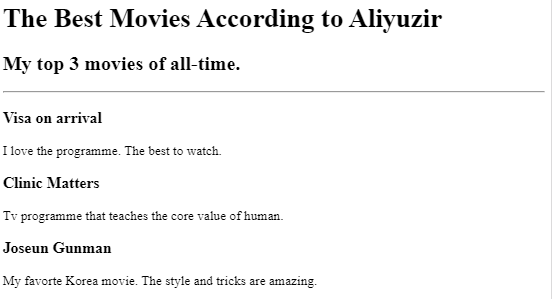 The Best Movies According to Aliyuzir
My top 3 movies of all-time.
Visa on arrival
I love the programme. The best to watch.
Clinic Matters
Tv programme that teaches the core value of human.
Joseun Gunman
My favorte Korea movie. The style and tricks are amazing.